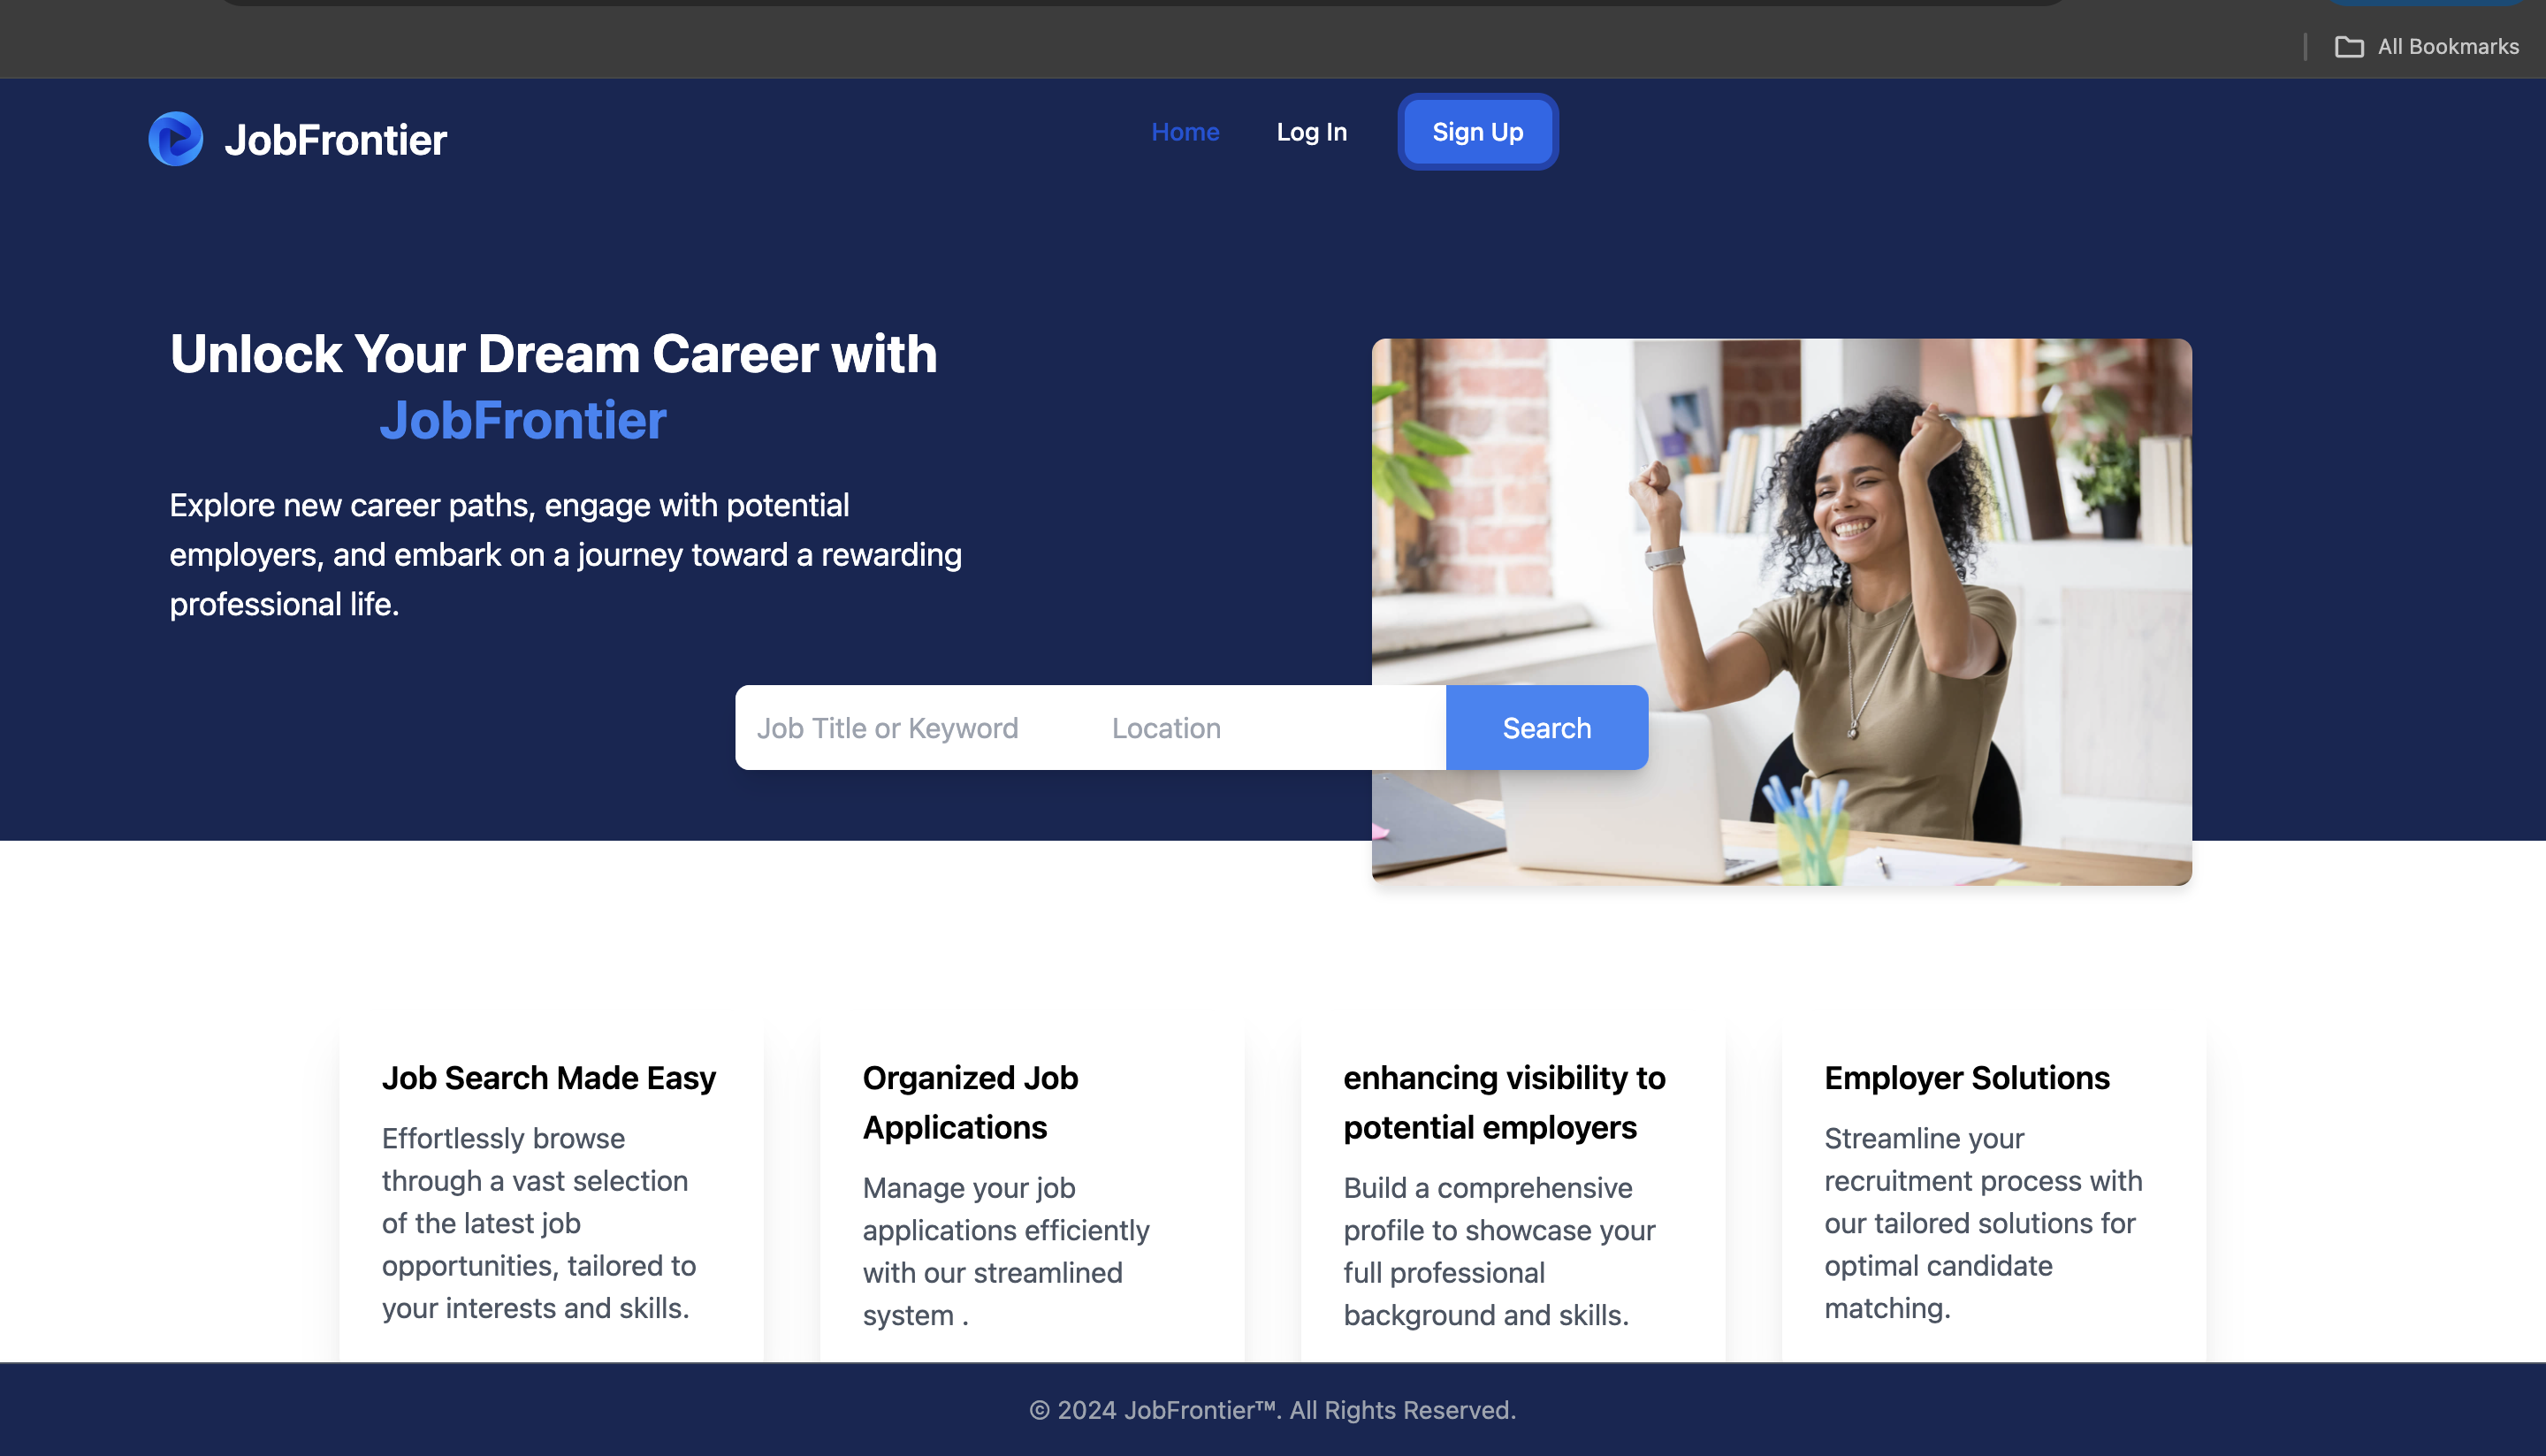 All Bookmarks
JobFrontier
Home
Log In
Sign Up
Unlock Your Dream Career with
JobFrontier
Explore new career paths, engage with potential
employers, and embark on a journey toward a rewarding
professional life.
Job Title or Keyword
Location
Search
Job Search Made Easy
Effortlessly browse
through a vast selection
of the latest job
opportunities, tailored to
your interests and skills.
Organized Job
Applications
Manage your job
applications efficiently
with our streamlined
system .
enhancing visibility to
potential employers
Build a comprehensive
profile to showcase your
full professional
background and skills.
Employer Solutions
Streamline your
recruitment process with
our tailored solutions for
optimal candidate
matching.
© 2024 JobFrontier™. All Rights Reserved.